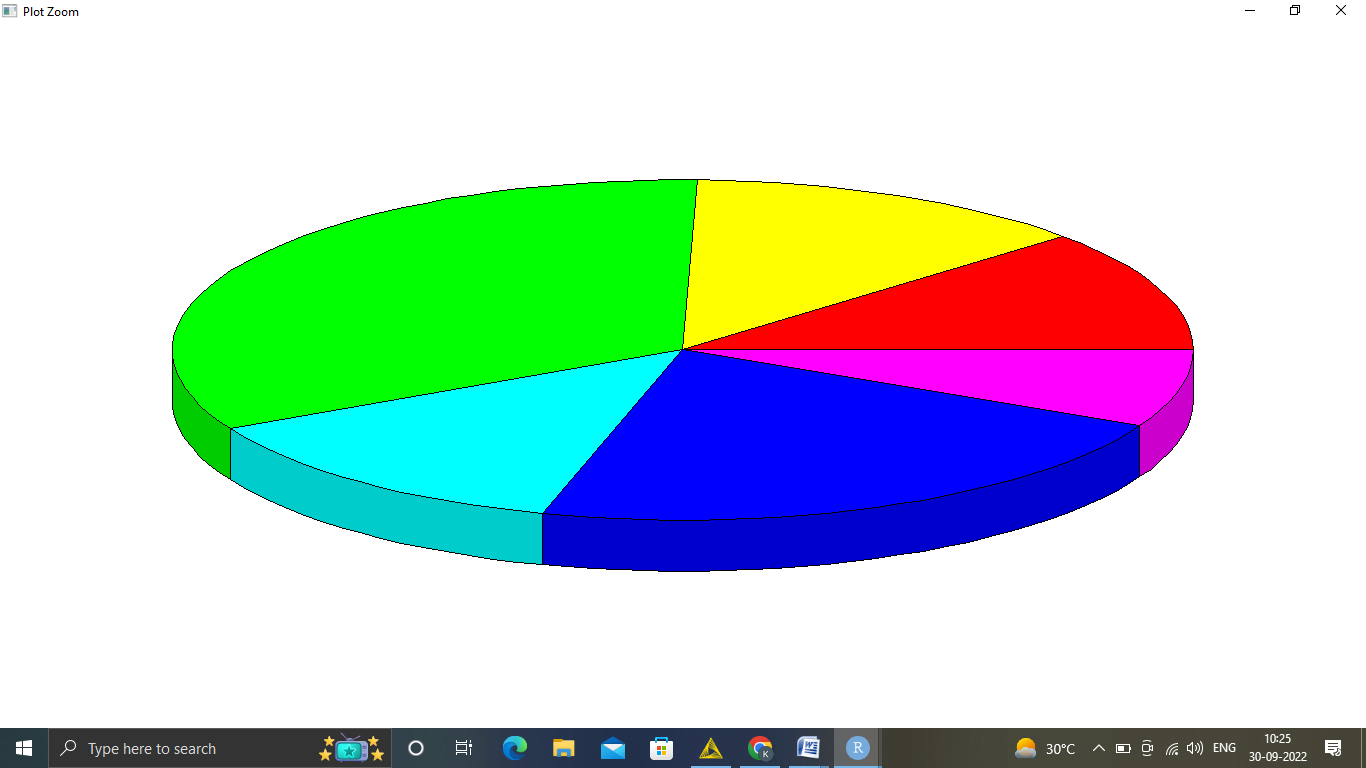 Plot Zoom
Type here to search
W
R
K
30°C
ENG
10:25
30-09-2022